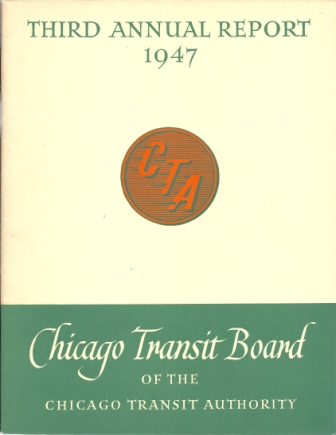 THIRD ANNUAL REPORT
1947
CTA
Chicago Transit Board
OF THE
CHICAGO TRANSIT AUTHORITY